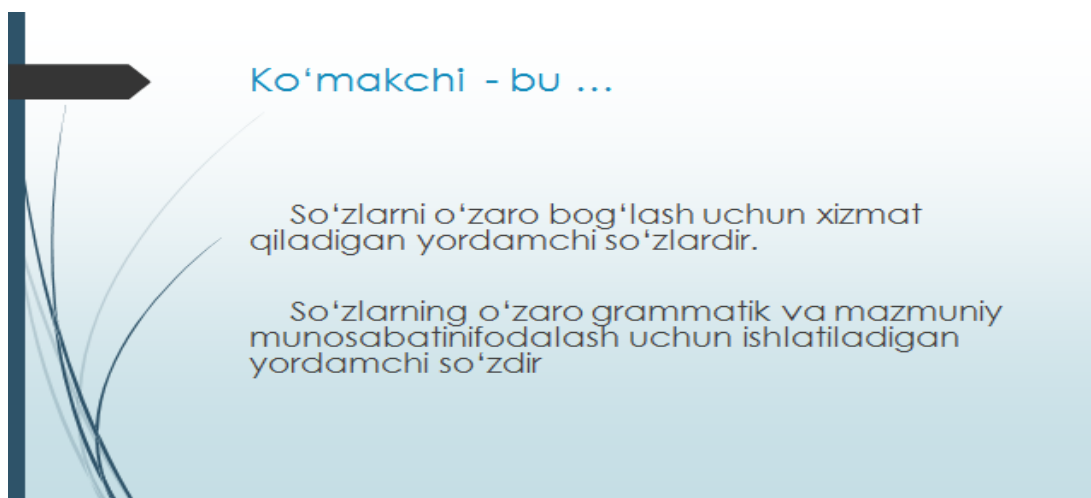 Ko‘makchi - bu ...
So‘zlarni o‘zaro bog‘lash uchun xizmat
qiladigan yordamchi so‘zlardir.
So‘zlarning o‘zaro grammatik va mazmuniy
munosabatinifodalash uchun ishlatiladigan
yordamchi so‘zdir